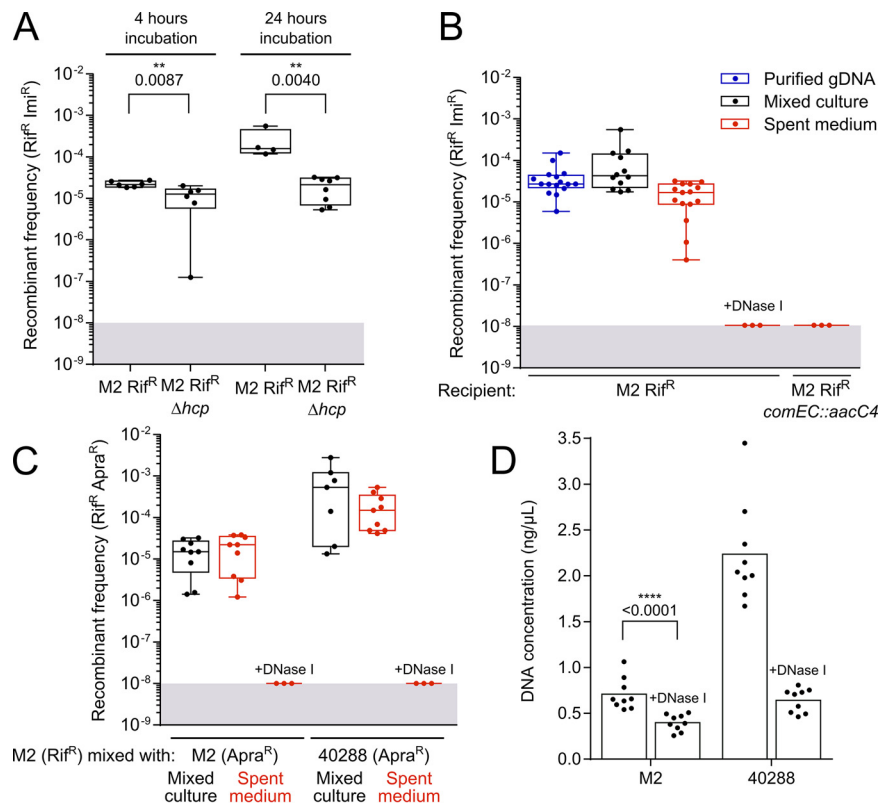 A
4 hours
incubation
24 hours
incubation
**
0.0087
**
0.0040
Recombinant frequency (Rifᴿ Imiᴿ)
10⁻²
10⁻³
10⁻⁴
10⁻⁵
10⁻⁶
10⁻⁷
10⁻⁸
10⁻⁹
M2 Rifᴿ
M2 Rifᴿ
Δhcp
M2 Rifᴿ
M2 Rifᴿ
Δhcp
B
Recombinant frequency (Rifᴿ Imiᴿ)
10⁻²
10⁻³
10⁻⁴
10⁻⁵
10⁻⁶
10⁻⁷
10⁻⁸
10⁻⁹
Purified gDNA
Mixed culture
Spent medium
+DNase I
Recipient:
M2 Rifᴿ
M2 Rifᴿ
comEC::aacC4
C
Recombinant frequency (Rifᴿ Apraᴿ)
10⁻²
10⁻³
10⁻⁴
10⁻⁵
10⁻⁶
10⁻⁷
10⁻⁸
10⁻⁹
+DNase I
+DNase I
M2 (Rifᴿ) mixed with:
M2 (Apraᴿ)
40288 (Apraᴿ)
Mixed
culture
Spent
medium
Mixed
culture
Spent
medium
D
DNA concentration (ng/μL)
3.5
3.0
2.5
2.0
1.5
1.0
0.5
0.0
****
<0.0001
+DNase I
+DNase I
M2
40288